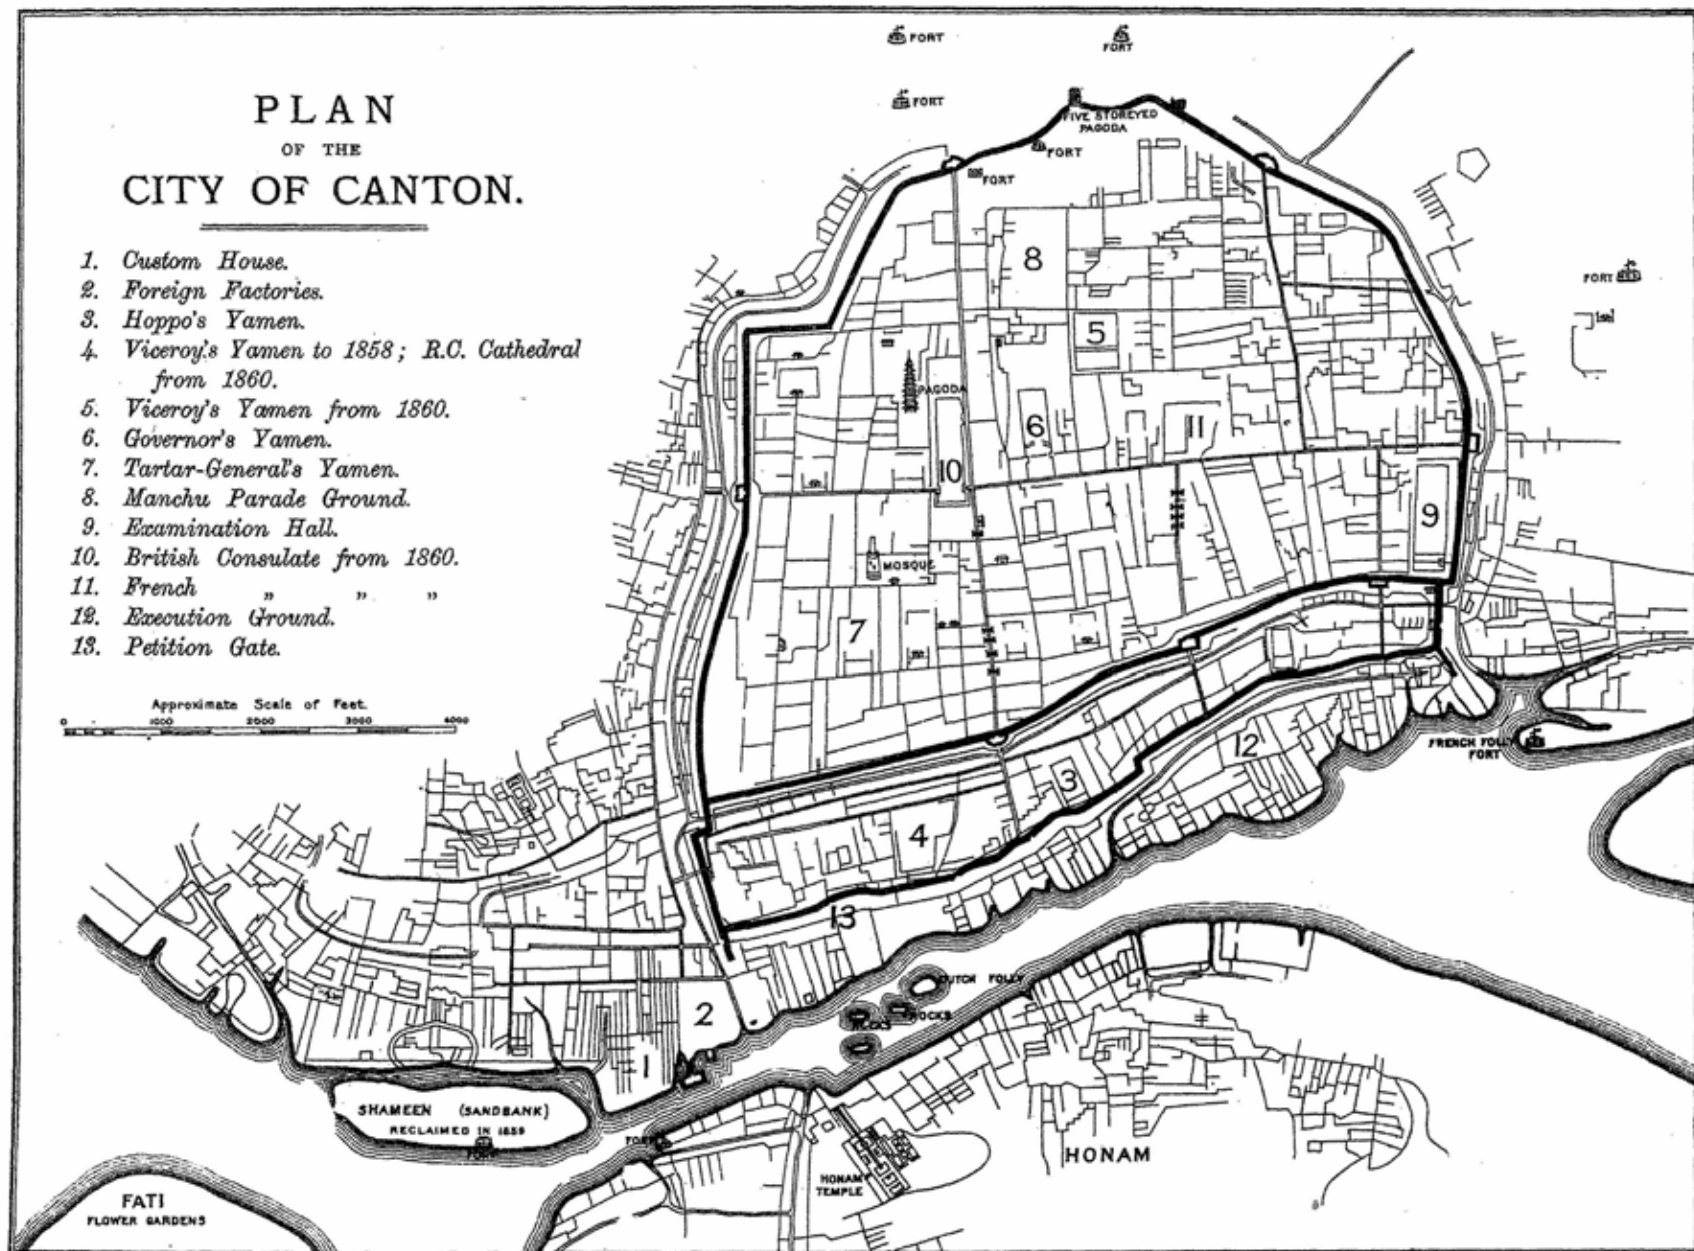 PLAN
OF THE
CITY OF CANTON.
1. Custom House.
2. Foreign Factories.
3. Hoppo's Yamen.
4. Viceroy's Yamen to 1858; R.C. Cathedral
from 1860.
5. Viceroy's Yamen from 1860.
6. Governor's Yamen.
7. Tartar-General's Yamen.
8. Manchu Parade Ground.
9. Examination Hall.
10. British Consulate from 1860.
11. French " " "
12. Execution Ground.
13. Petition Gate.
Approximate Scale of Feet.
0 1000 2000 3000 4000
FORT
FORT
FORT
FIVE STOREYED
PAGODA
FORT
FORT
FORT
8
5
PAGODA
6
11
10
9
MOSQUE
7
12
FRENCH FOLLY
FORT
3
4
13
DUTCH FOLLY
ROCKS
ROCKS
2
1
SHAMEEN (SANDBANK)
RECLAIMED IN 1859
FORT
FORT
HONAM
HONAM
TEMPLE
FATI
FLOWER GARDENS